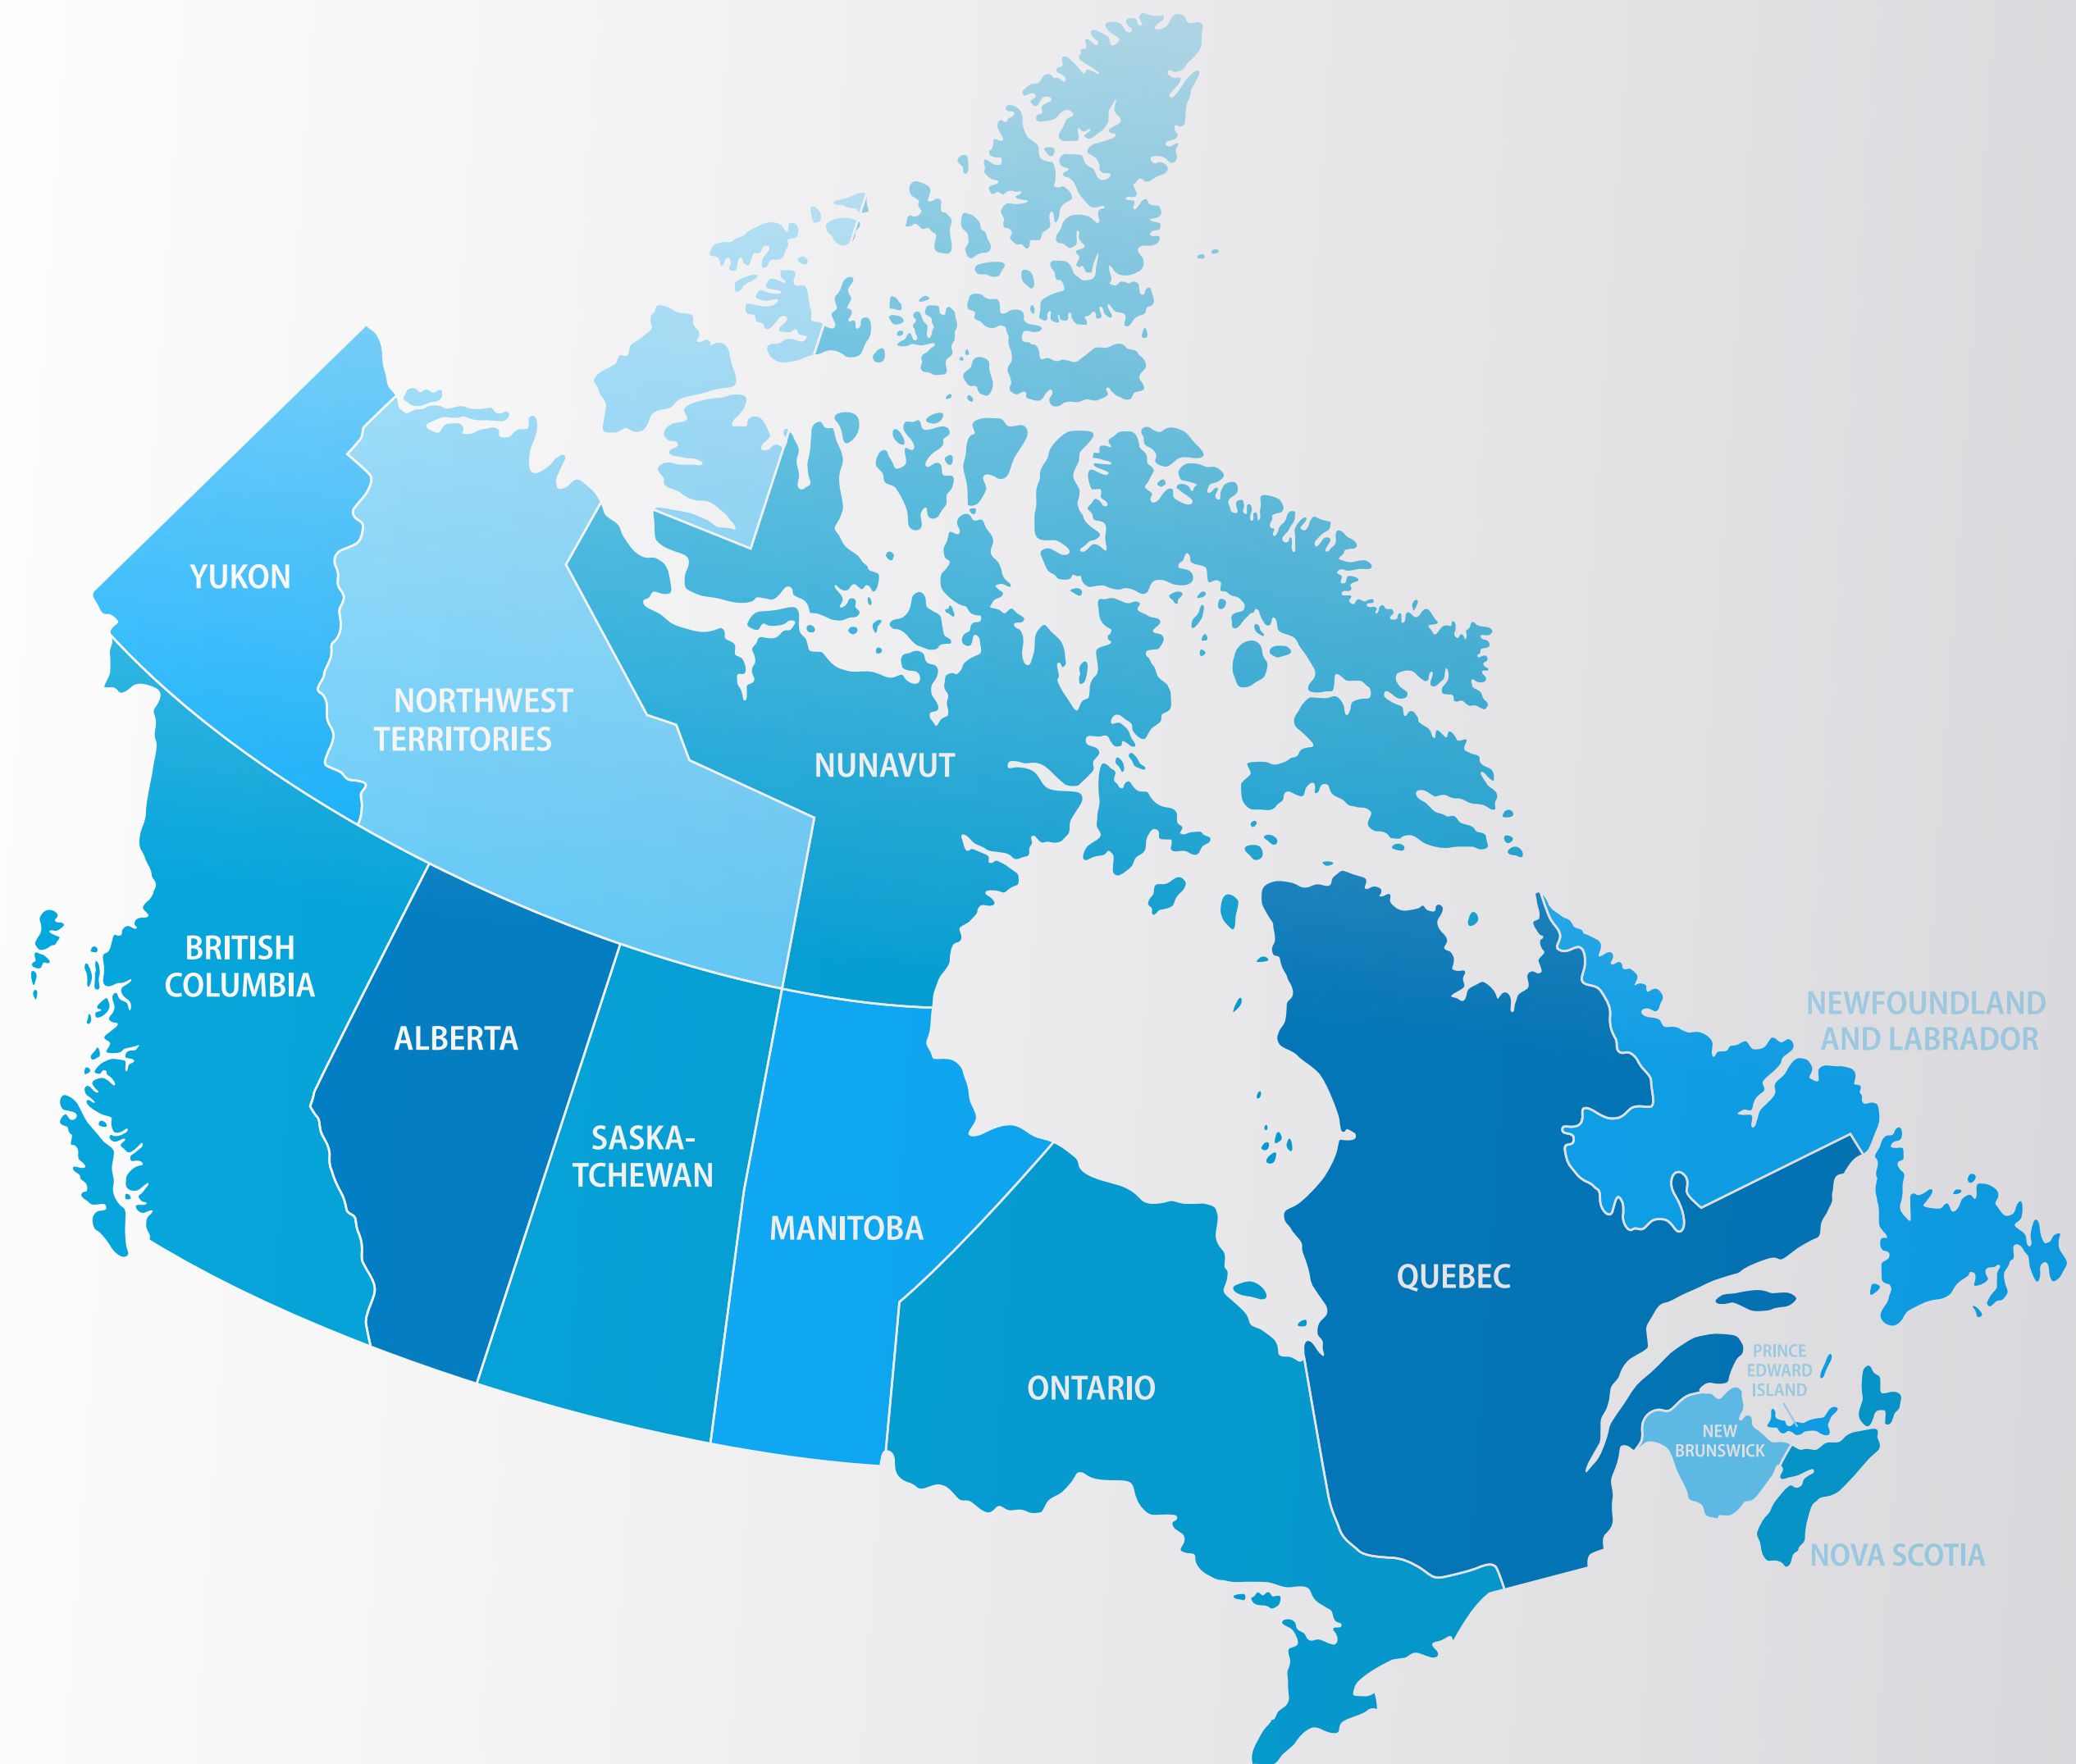 YUKON
NORTHWEST
TERRITORIES
NUNAVUT
BRITISH
COLUMBIA
ALBERTA
SASKA-
TCHEWAN
MANITOBA
ONTARIO
QUEBEC
NEWFOUNDLAND
AND LABRADOR
PRINCE
EDWARD
ISLAND
NEW
BRUNSWICK
NOVA SCOTIA